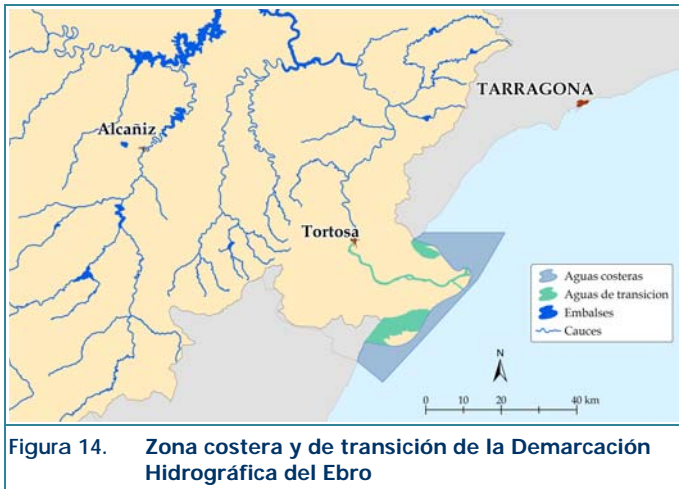 TARRAGONA
Alcañiz
Tortosa
Aguas costeras
Aguas de transicion
Embalses
Cauces
N
0 10 20 40 km
Figura 14. Zona costera y de transición de la Demarcación
Hidrográfica del Ebro